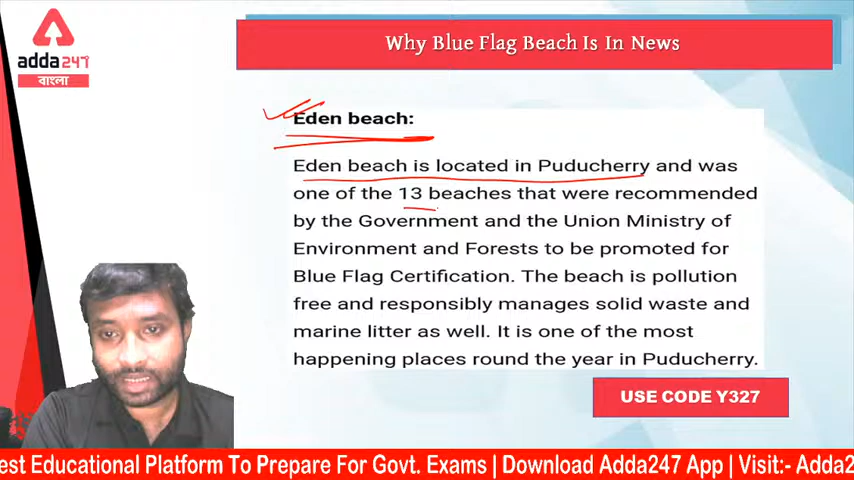 Why Blue Flag Beach Is In News
adda247
বাংলা
Eden beach:
Eden beach is located in Puducherry and was
one of the 13 beaches that were recommended
by the Government and the Union Ministry of
Environment and Forests to be promoted for
Blue Flag Certification. The beach is pollution
free and responsibly manages solid waste and
marine litter as well. It is one of the most
happening places round the year in Puducherry.
USE CODE Y327
est Educational Platform To Prepare For Govt. Exams | Download Adda247 App | Visit:- Adda2